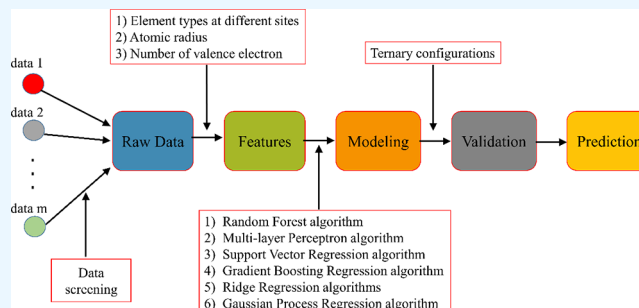 1) Element types at different sites
2) Atomic radius
3) Number of valence electron
Ternary configurations
data 1
data 2
data m
Raw Data
Features
Modeling
Validation
Prediction
Data
screening
1) Random Forest algorithm
2) Multi-layer Perceptron algorithm
3) Support Vector Regression algorithm
4) Gradient Boosting Regression algorithm
5) Ridge Regression algorithms
6) Gaussian Process Regression algorithm